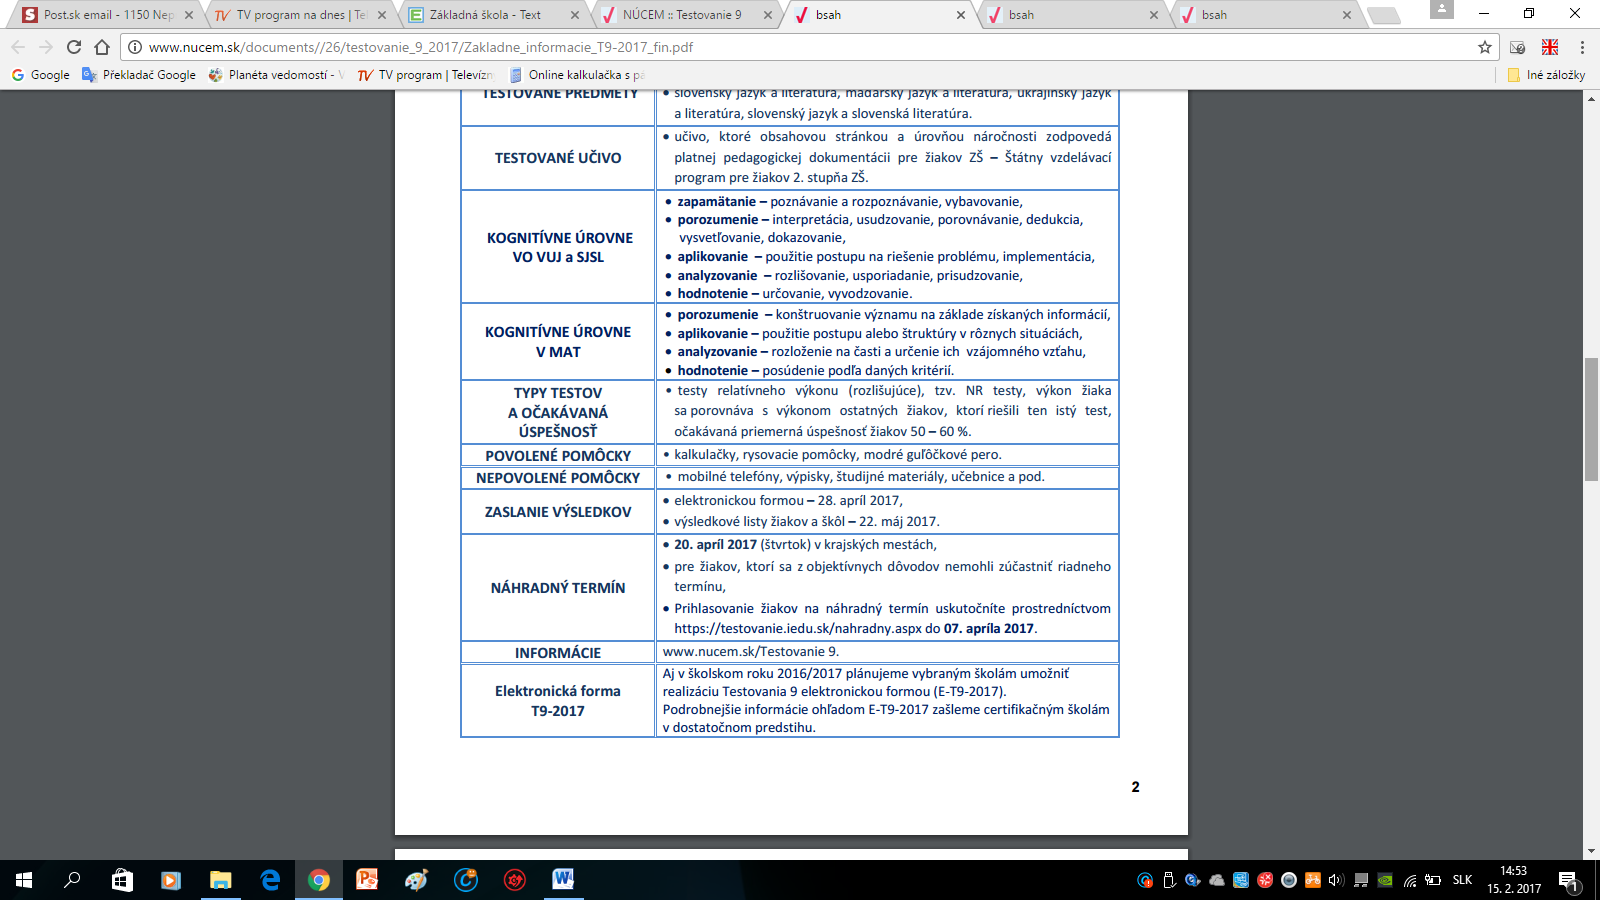 Post.sk email - 1150 Nep
TV program na dnes | Te
Základná škola - Text
NÚCEM :: Testovanie 9
bsah
bsah
bsah
www.nucem.sk/documents//26/testovanie_9_2017/Zakladne_informacie_T9-2017_fin.pdf
Google
Prekladač Google
Planéta vedomostí -
TV program | Televízn
Online kalkulačka s pa
Iné záložky
TESTOVANÉ PREDMETY
• slovenský jazyk a literatúra, maďarský jazyk a literatúra, ukrajinský jazyk
a literatúra, slovenský jazyk a slovenská literatúra.
TESTOVANÉ UČIVO
• učivo, ktoré obsahovou stránkou a úrovňou náročnosti zodpovedá
platnej pedagogickej dokumentácii pre žiakov ZŠ – Štátny vzdelávací
program pre žiakov 2. stupňa ZŠ.
KOGNITÍVNE ÚROVNE
VO VUJ a SJSL
• zapamätanie – poznávanie a rozpoznávanie, vybavovanie,
• porozumenie – interpretácia, usudzovanie, porovnávanie, dedukcia,
vysvetľovanie, dokazovanie,
• aplikovanie – použitie postupu na riešenie problému, implementácia,
• analyzovanie – rozlišovanie, usporiadanie, prisudzovanie,
• hodnotenie – určovanie, vyvodzovanie.
KOGNITÍVNE ÚROVNE
V MAT
• porozumenie – konštruovanie významu na základe získaných informácií,
• aplikovanie – použitie postupu alebo štruktúry v rôznych situáciách,
• analyzovanie – rozloženie na časti a určenie ich vzájomného vzťahu,
• hodnotenie – posúdenie podľa daných kritérií.
TYPY TESTOV
A OČAKÁVANÁ
ÚSPEŠNOSŤ
• testy relatívneho výkonu (rozlišujúce), tzv. NR testy, výkon žiaka
sa porovnáva s výkonom ostatných žiakov, ktorí riešili ten istý test,
očakávaná priemerná úspešnosť žiakov 50 – 60 %.
POVOLENÉ POMÔCKY
• kalkulačky, rysovacie pomôcky, modré guľôčkové pero.
NEPOVOLENÉ POMÔCKY
• mobilné telefóny, výpisky, študijné materiály, učebnice a pod.
ZASLANIE VÝSLEDKOV
• elektronickou formou – 28. apríl 2017,
• výsledkové listy žiakov a škôl – 22. máj 2017.
NÁHRADNÝ TERMÍN
• 20. apríl 2017 (štvrtok) v krajských mestách,
• pre žiakov, ktorí sa z objektívnych dôvodov nemohli zúčastniť riadneho
termínu,
• Prihlasovanie žiakov na náhradný termín uskutočníte prostredníctvom
https://testovanie.iedu.sk/nahradny.aspx do 07. apríla 2017.
INFORMÁCIE
www.nucem.sk/Testovanie 9.
Elektronická forma
T9-2017
Aj v školskom roku 2016/2017 plánujeme vybraným školám umožniť
realizáciu Testovania 9 elektronickou formou (E-T9-2017).
Podrobnejšie informácie ohľadom E-T9-2017 zašleme certifikačným školám
v dostatočnom predstihu.
2
SLK
14:53
15. 2. 2017
1